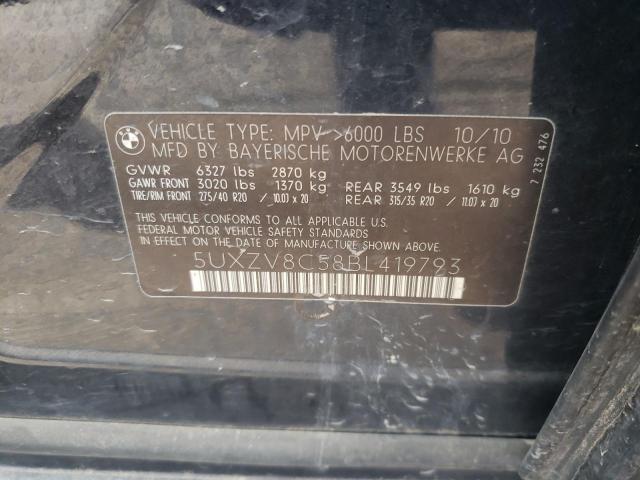 BMW
VEHICLE TYPE: MPV ->6000 LBS 10/10
MFD BY BAYERISCHE MOTORENWERKE AG
GVWR 6327 lbs 2870 kg
GAWR FRONT 3020 lbs 1370 kg REAR 3549 lbs 1610 kg
TIRE/RIM FRONT 275/40 R20 / 10.0J x 20 REAR 315/35 R20 / 11.0J x 20
THIS VEHICLE CONFORMS TO ALL APPLICABLE U.S.
FEDERAL MOTOR VEHICLE SAFETY STANDARDS
IN EFFECT ON THE DATE OF MANUFACTURE SHOWN ABOVE.
5UXZV8C58BL419793
7 232 476